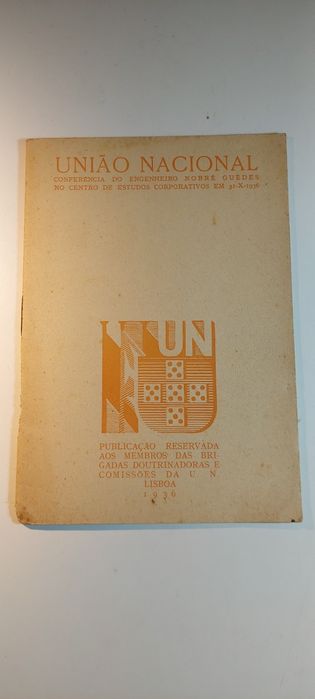 UNIÃO NACIONAL
CONFERÊNCIA DO ENGENHEIRO NOBRE GUEDES
NO CENTRO DE ESTUDOS CORPORATIVOS EM 31-X-1936
UN
PUBLICAÇÃO RESERVADA
AOS MEMBROS DAS BRI-
GADAS DOUTRINADORAS E
COMISSÕES DA U. N.
LISBOA
1936